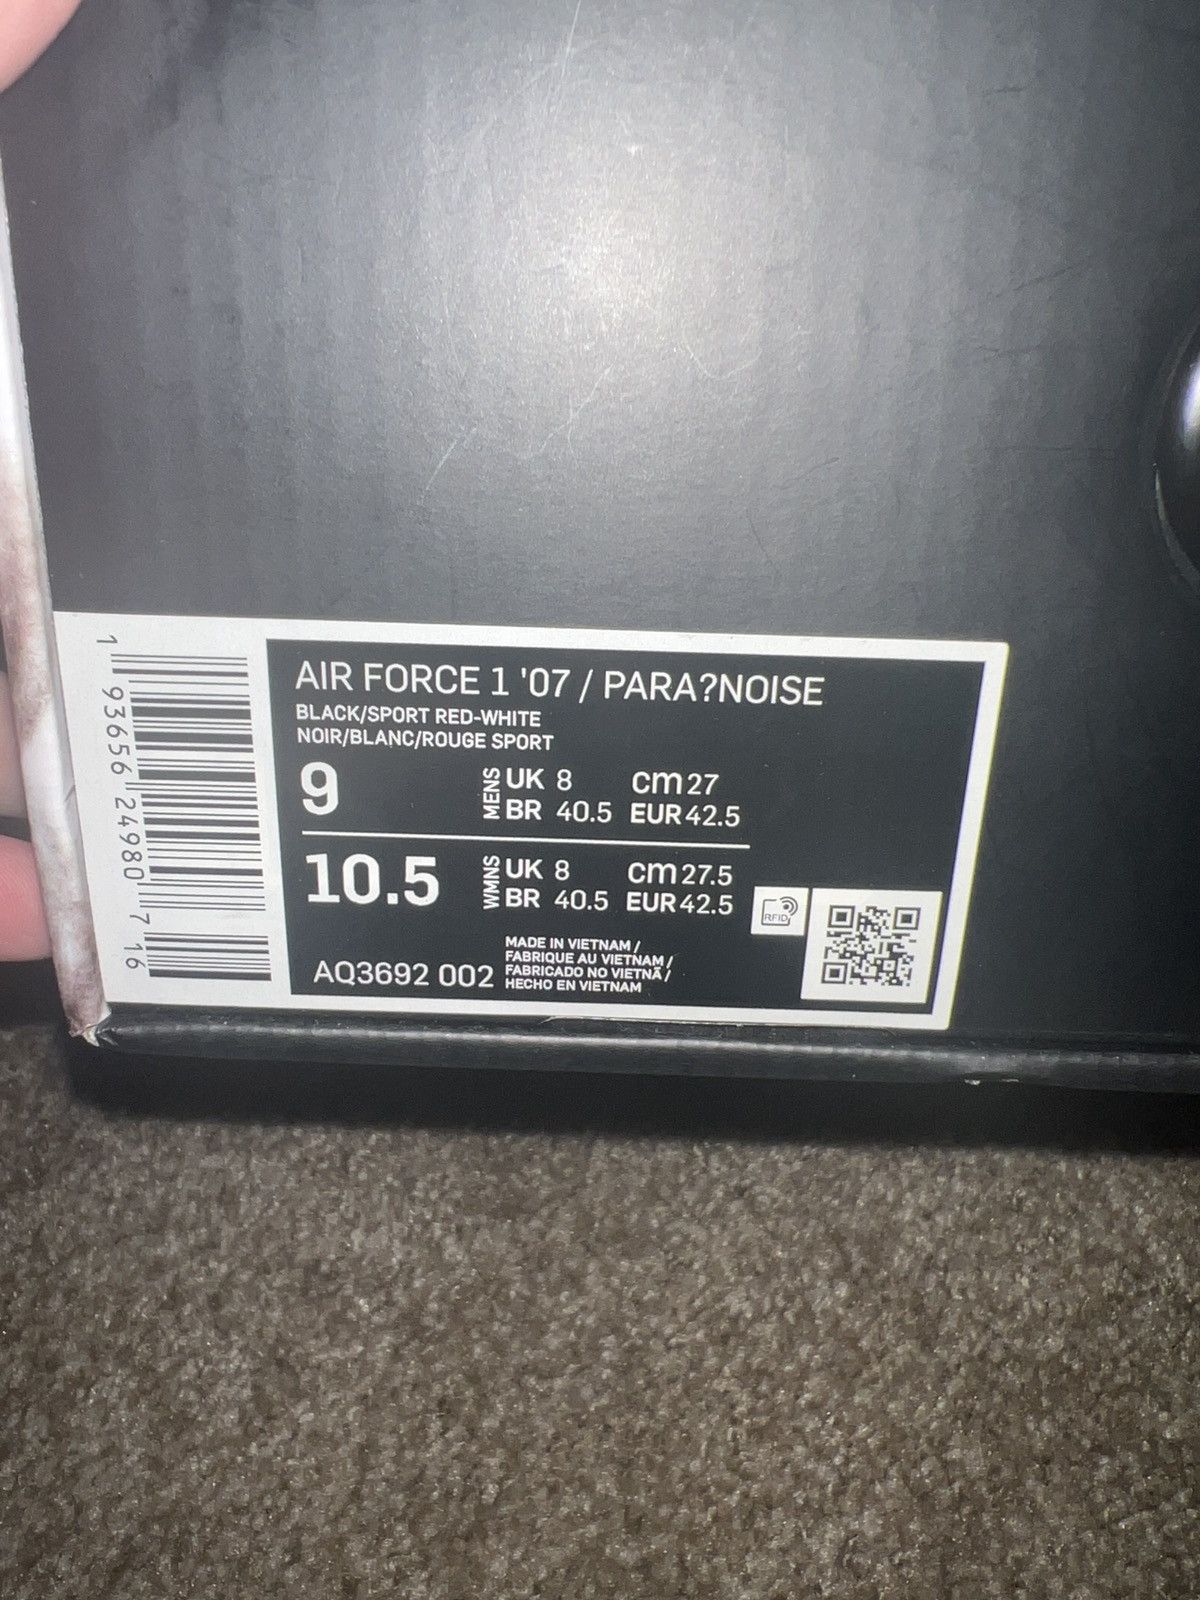 AIR FORCE 1 '07 / PARA?NOISE
BLACK/SPORT RED-WHITE
NOIR/BLANC/ROUGE SPORT
9 MENS UK 8 cm 27
BR 40.5 EUR 42.5
10.5 WMNS UK 8 cm 27.5
BR 40.5 EUR 42.5
RFID
MADE IN VIETNAM /
FABRIQUE AU VIETNAM /
AQ3692 002 FABRICADO NO VIETNÃ /
HECHO EN VIETNAM
1 93656 24980 7 16